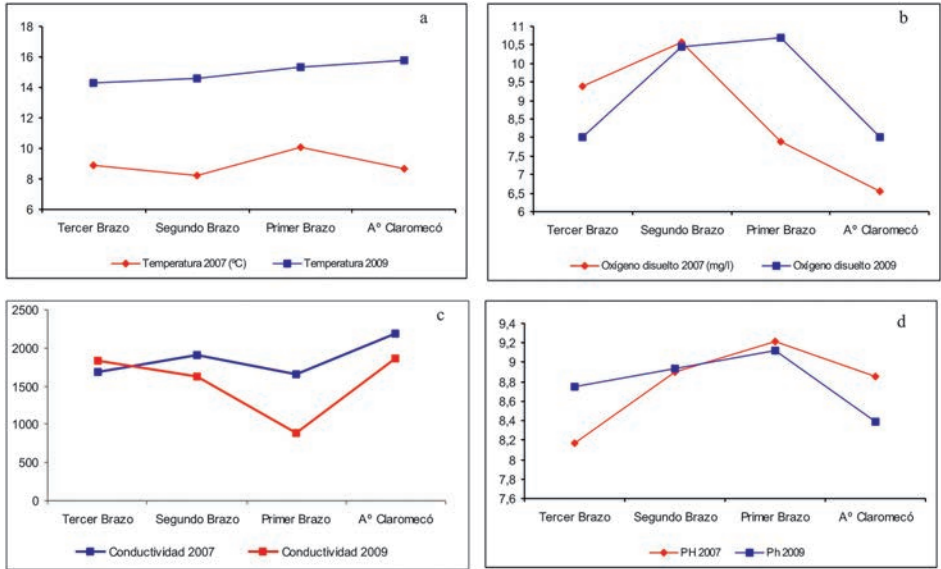 a
18
16
14
12
10
8
6
Tercer Brazo Segundo Brazo Primer Brazo Aº Claromecó
Temperatura 2007 (ºC) Temperatura 2009
b
11
10,5
10
9,5
9
8,5
8
7,5
7
6,5
6
Tercer Brazo Segundo Brazo Primer Brazo Aº Claromecó
Oxígeno disuelto 2007 (mg/l) Oxígeno disuelto 2009
c
2500
2000
1500
1000
500
0
Tercer Brazo Segundo Brazo Primer Brazo Aº Claromecó
Conductividad 2007 Conductividad 2009
d
9,4
9,2
9
8,8
8,6
8,4
8,2
8
7,8
7,6
Tercer Brazo Segundo Brazo Primer Brazo Aº Claromecó
PH 2007 Ph 2009